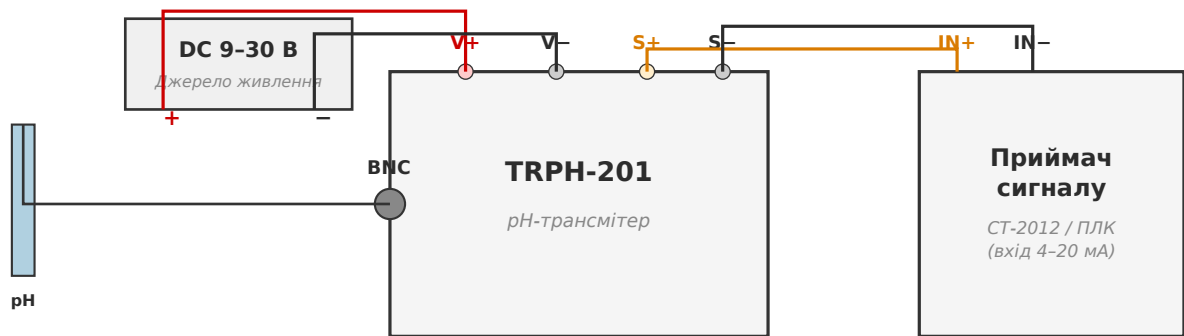 DC 9–30 В
Джерело живлення
+
−
V+
V−
S+
S−
IN+
IN−
BNC
TRPH-201
pH-трансмітер
Приймач
сигналу
СТ-2012 / ПЛК
(вхід 4–20 мА)
pH